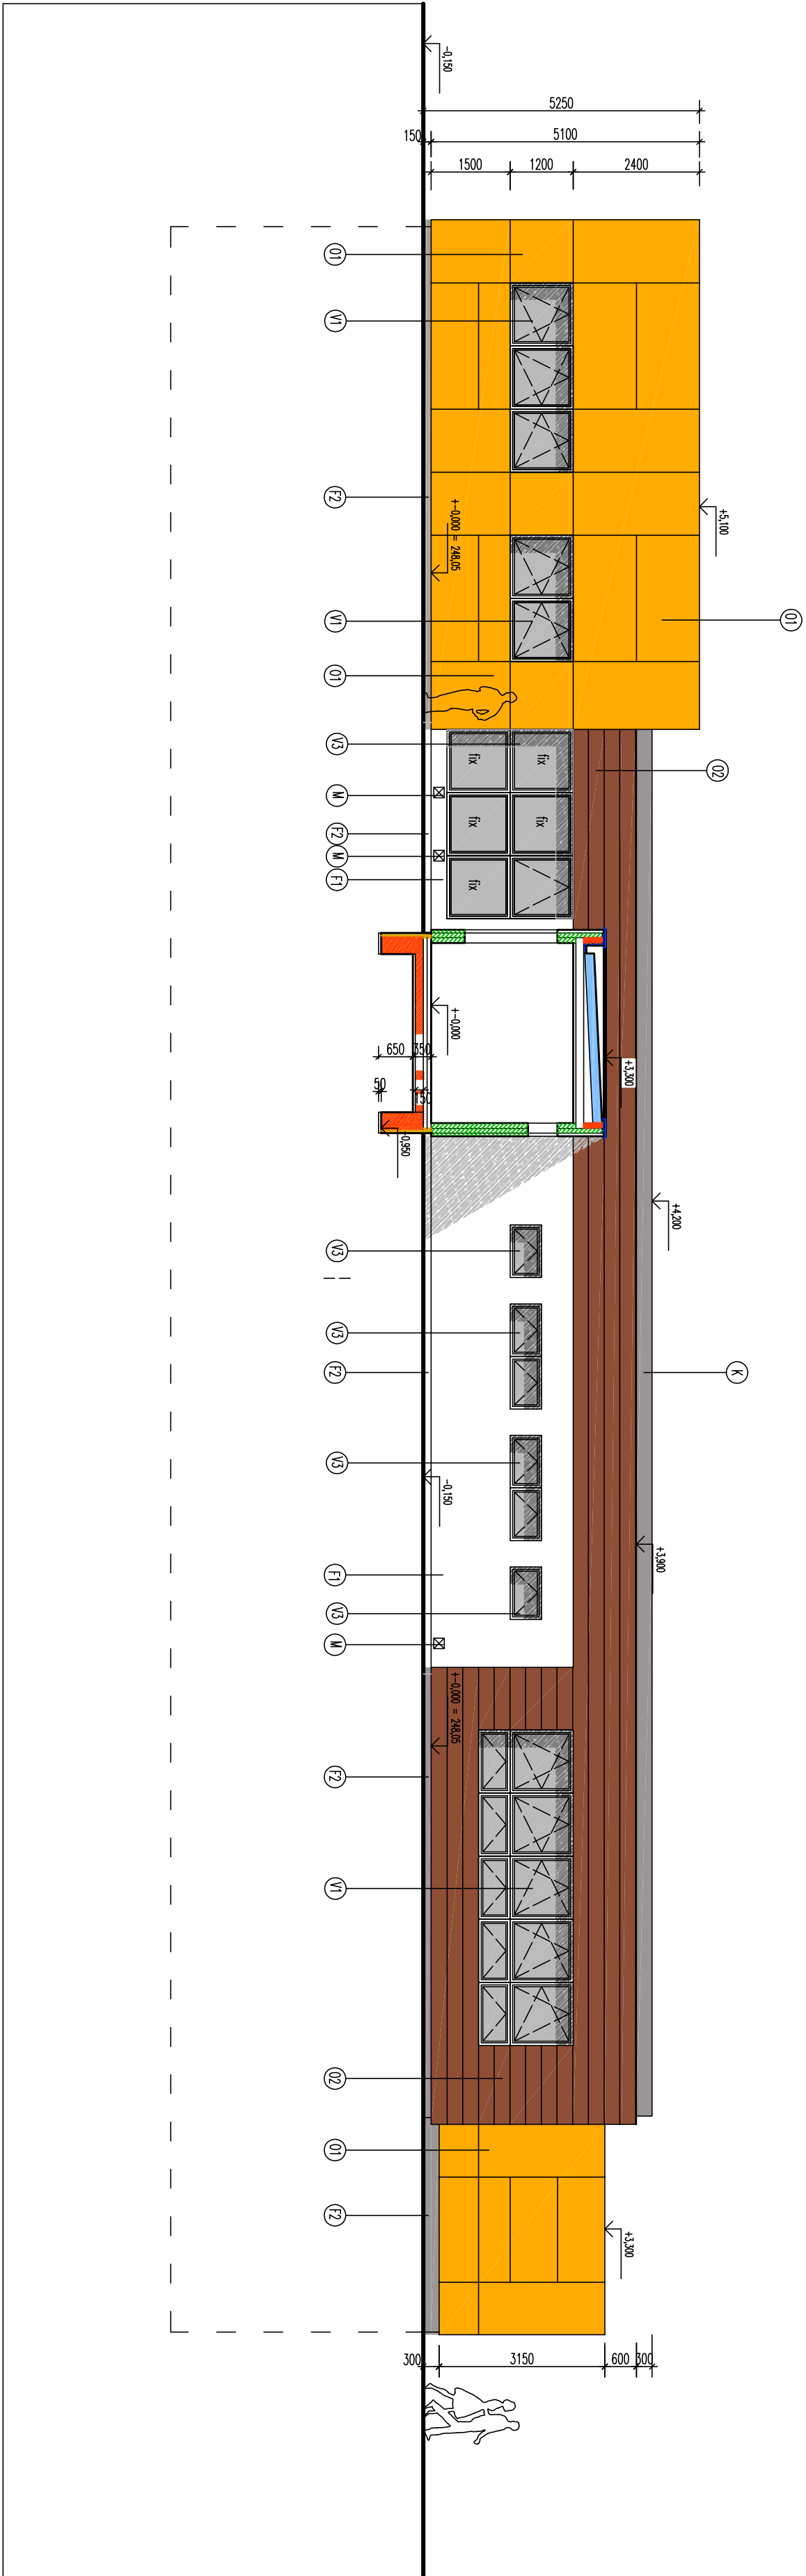 -0,150
5250
5100
150
1500
1200
2400
O1
V1
F2
+-0,000 = 248,05
+5,100
O1
V1
O1
V3
fix
fix
O2
M
fix
fix
F2
M
fix
F1
+-0,000
650
350
+3,300
50
150
-0,950
+4,200
V3
V3
F2
K
V3
-0,150
+3,900
F1
V3
M
+-0,000 = 248,05
F2
V1
O2
O1
F2
+3,300
300
3150
600
300